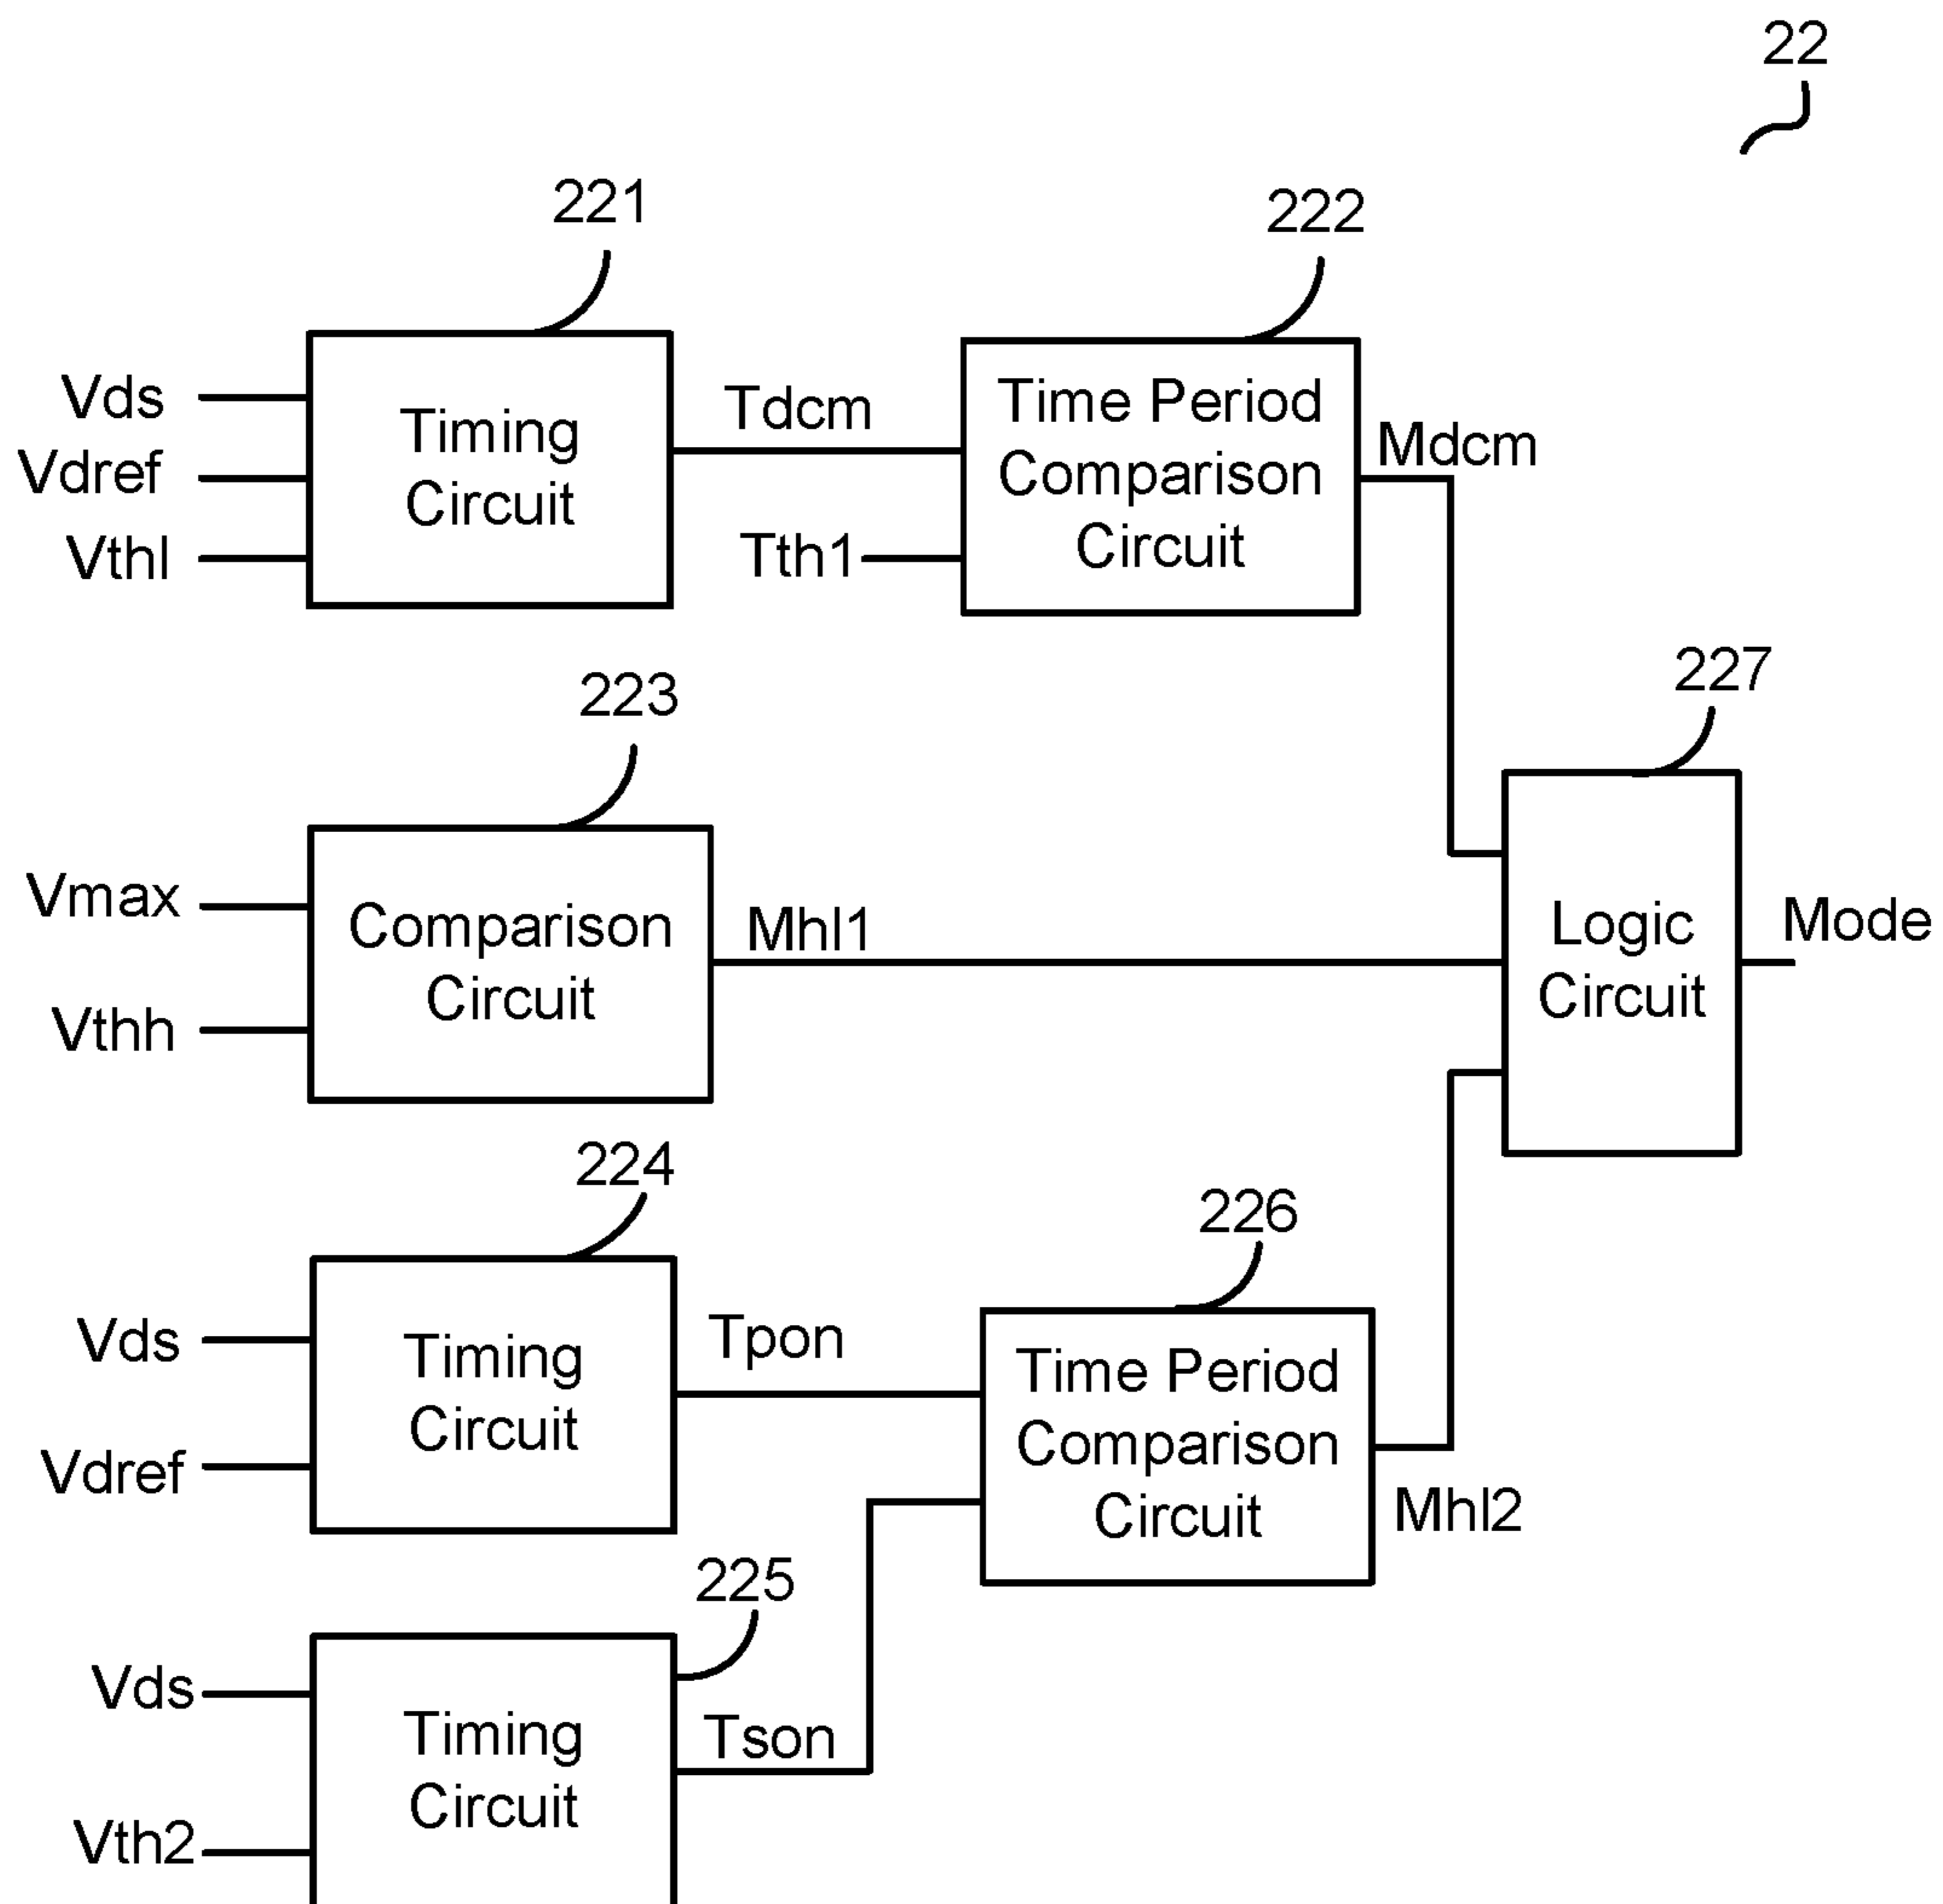 22
221
222
Vds
Vdref
Vthl
Timing
Circuit
Tdcm
Tth1
Time Period
Comparison
Circuit
Mdcm
223
227
Vmax
Vthh
Comparison
Circuit
Mhl1
Logic
Circuit
Mode
224
226
Vds
Vdref
Timing
Circuit
Tpon
Time Period
Comparison
Circuit
Mhl2
225
Vds
Vth2
Timing
Circuit
Tson